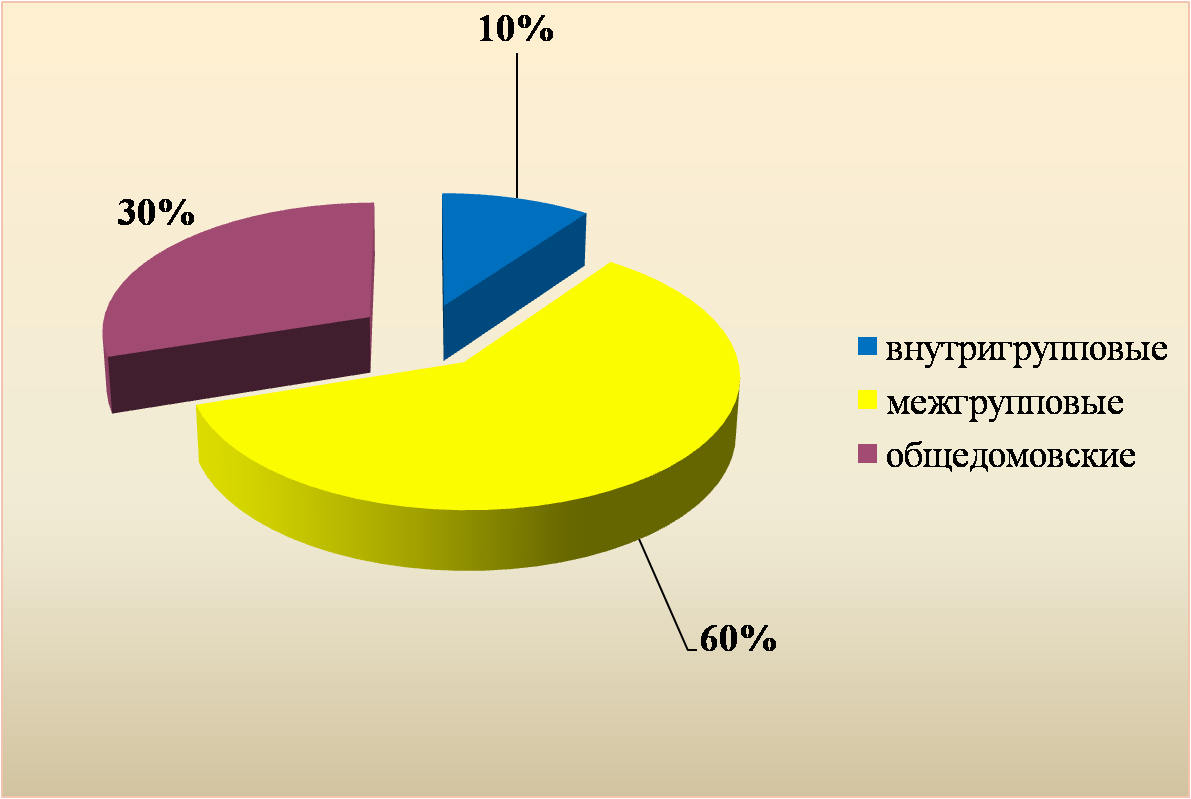 10%
30%
внутригрупповые
межгрупповые
общедомовские
60%